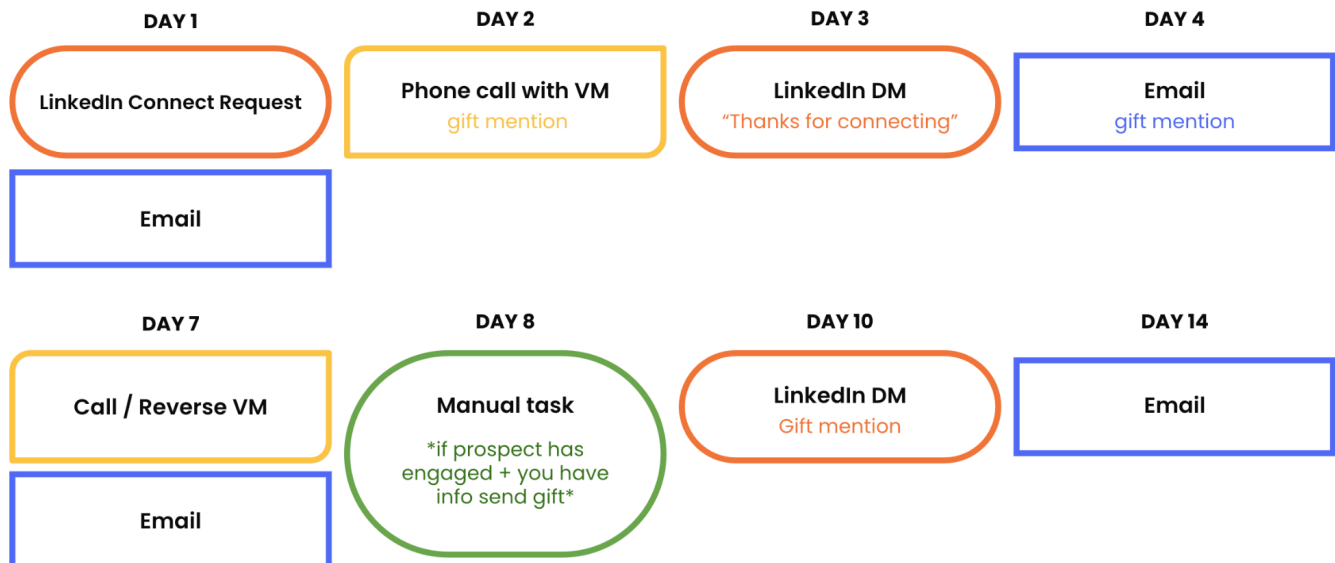 DAY 1
DAY 2
DAY 3
DAY 4
LinkedIn Connect Request
Phone call with VM
gift mention
LinkedIn DM
“Thanks for connecting”
Email
gift mention
Email
DAY 7
DAY 8
DAY 10
DAY 14
Call / Reverse VM
Manual task
*if prospect has
engaged + you have
info send gift*
LinkedIn DM
Gift mention
Email
Email